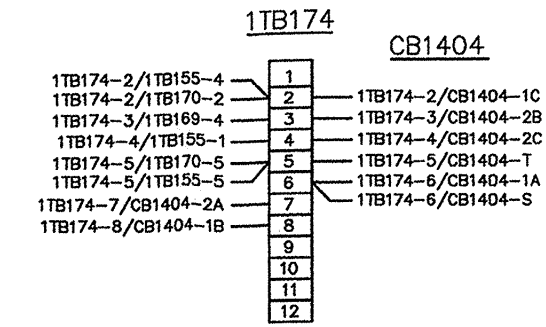 1TB174
CB1404
1TB174-2/1TB155-4
1TB174-2/1TB170-2
1TB174-3/1TB169-4
1TB174-4/1TB155-1
1TB174-5/1TB170-5
1TB174-5/1TB155-5
1TB174-7/CB1404-2A
1TB174-8/CB1404-1B
1
2
3
4
5
6
7
8
9
10
11
12
1TB174-2/CB1404-1C
1TB174-3/CB1404-2B
1TB174-4/CB1404-2C
1TB174-5/CB1404-T
1TB174-6/CB1404-1A
1TB174-6/CB1404-S